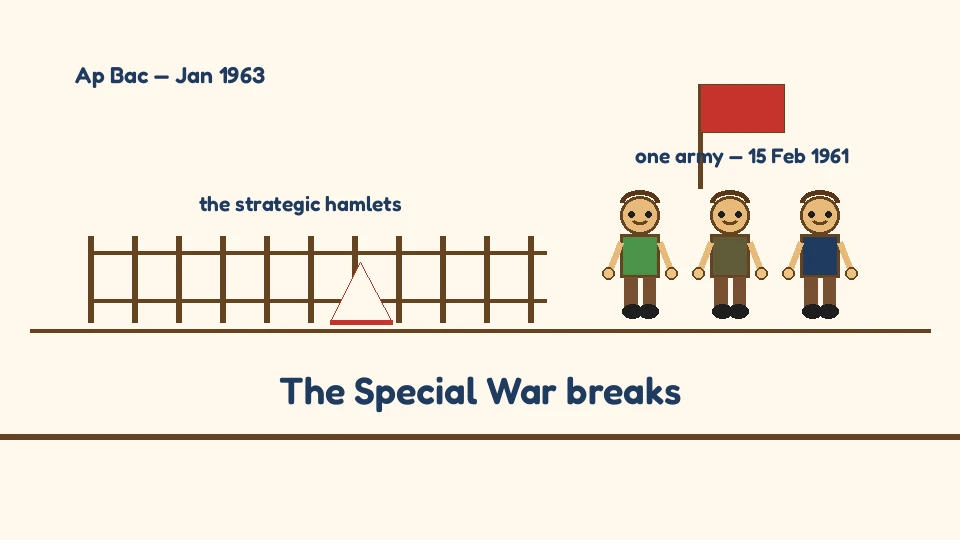 Ap Bac – Jan 1963
one army – 15 Feb 1961
the strategic hamlets
The Special War breaks